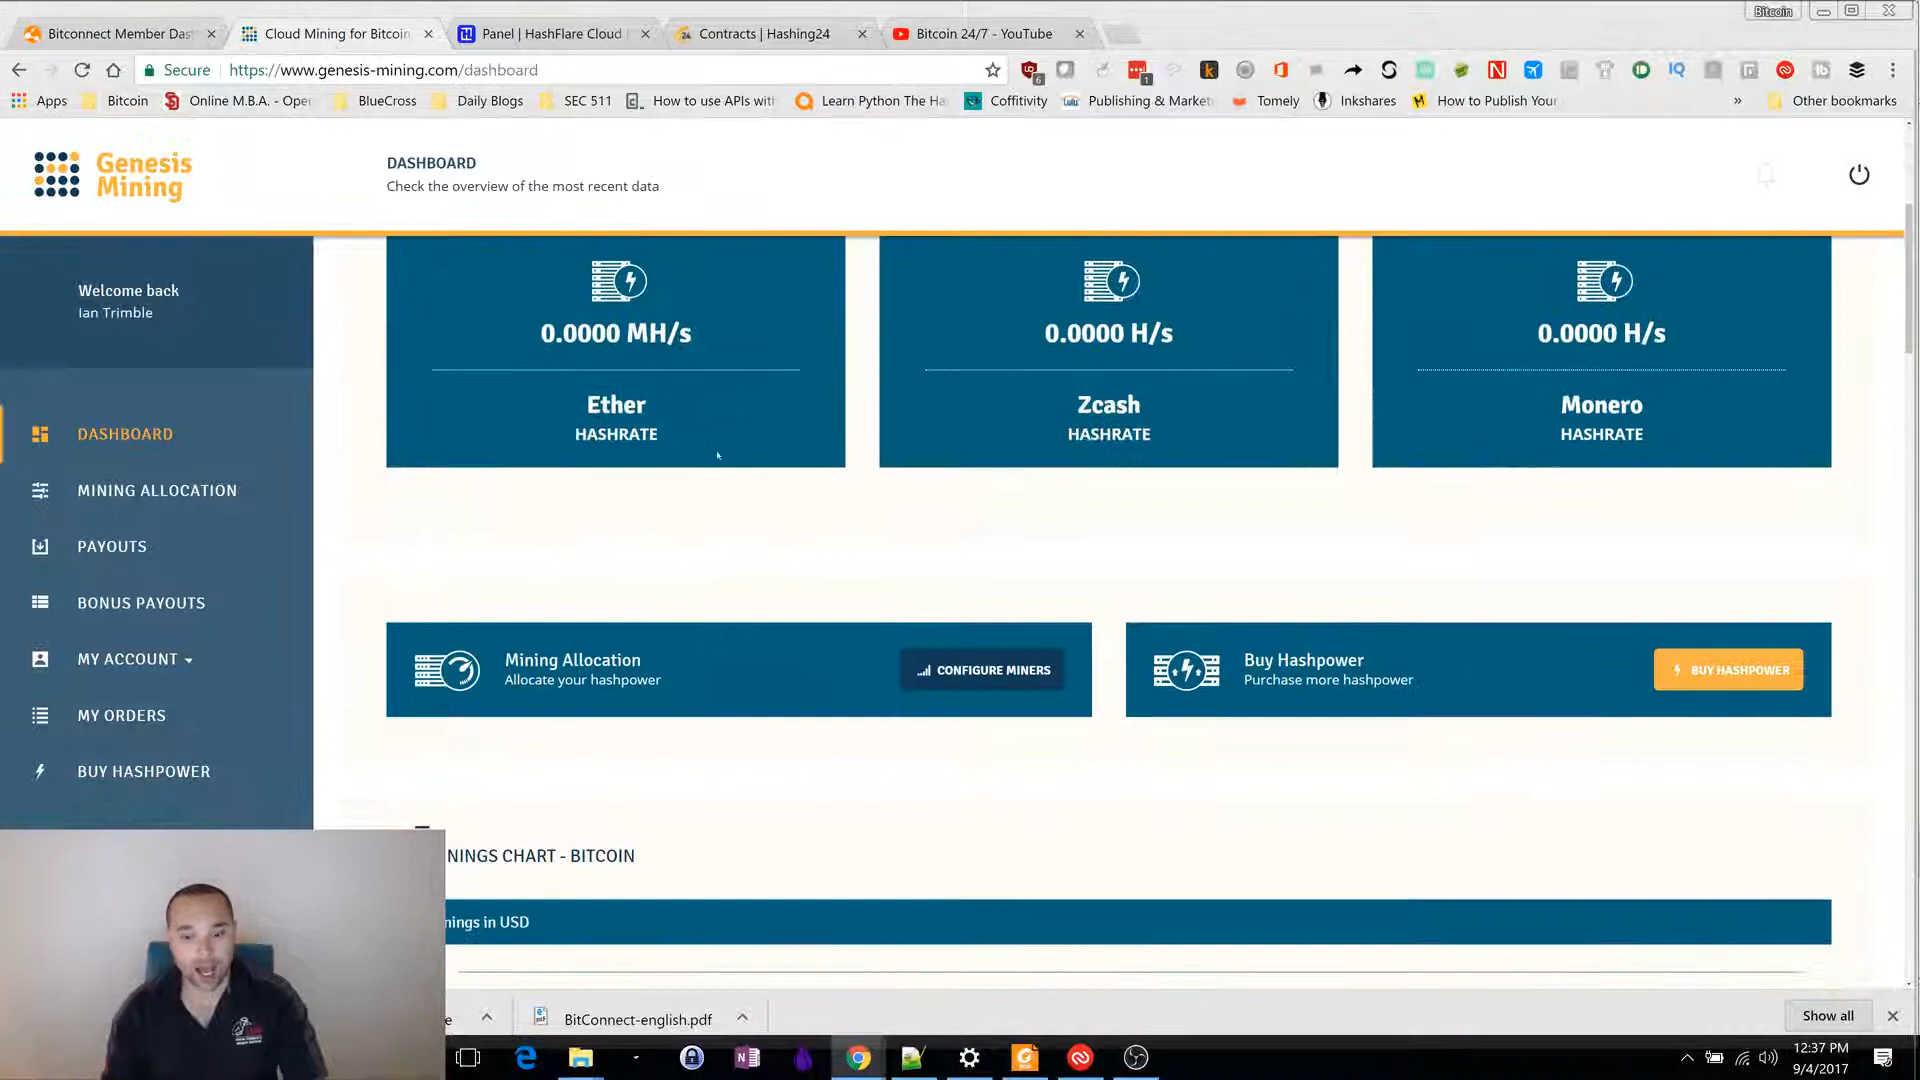 Bitcoin
Bitconnect Member Das
Cloud Mining for Bitcoin
Panel | HashFlare Cloud
Contracts | Hashing24
Bitcoin 24/7 - YouTube
Secure
https://www.genesis-mining.com/dashboard
6
1
Apps
Bitcoin
Online M.B.A. - Oper
BlueCross
Daily Blogs
SEC 511
How to use APIs wit
Learn Python The Ha
Coffitivity
Publishing & Market
Tomely
Inkshares
How to Publish Your
»
Other bookmarks
Genesis
Mining
DASHBOARD
Check the overview of the most recent data
Welcome back
Ian Trimble
DASHBOARD
MINING ALLOCATION
PAYOUTS
BONUS PAYOUTS
MY ACCOUNT
MY ORDERS
BUY HASHPOWER
0.0000 MH/s
Ether
HASHRATE
0.0000 H/s
Zcash
HASHRATE
0.0000 H/s
Monero
HASHRATE
Mining Allocation
Allocate your hashpower
CONFIGURE MINERS
Buy Hashpower
Purchase more hashpower
BUY HASHPOWER
NINGS CHART - BITCOIN
nings in USD
e
BitConnect-english.pdf
Show all
12:37 PM
9/4/2017